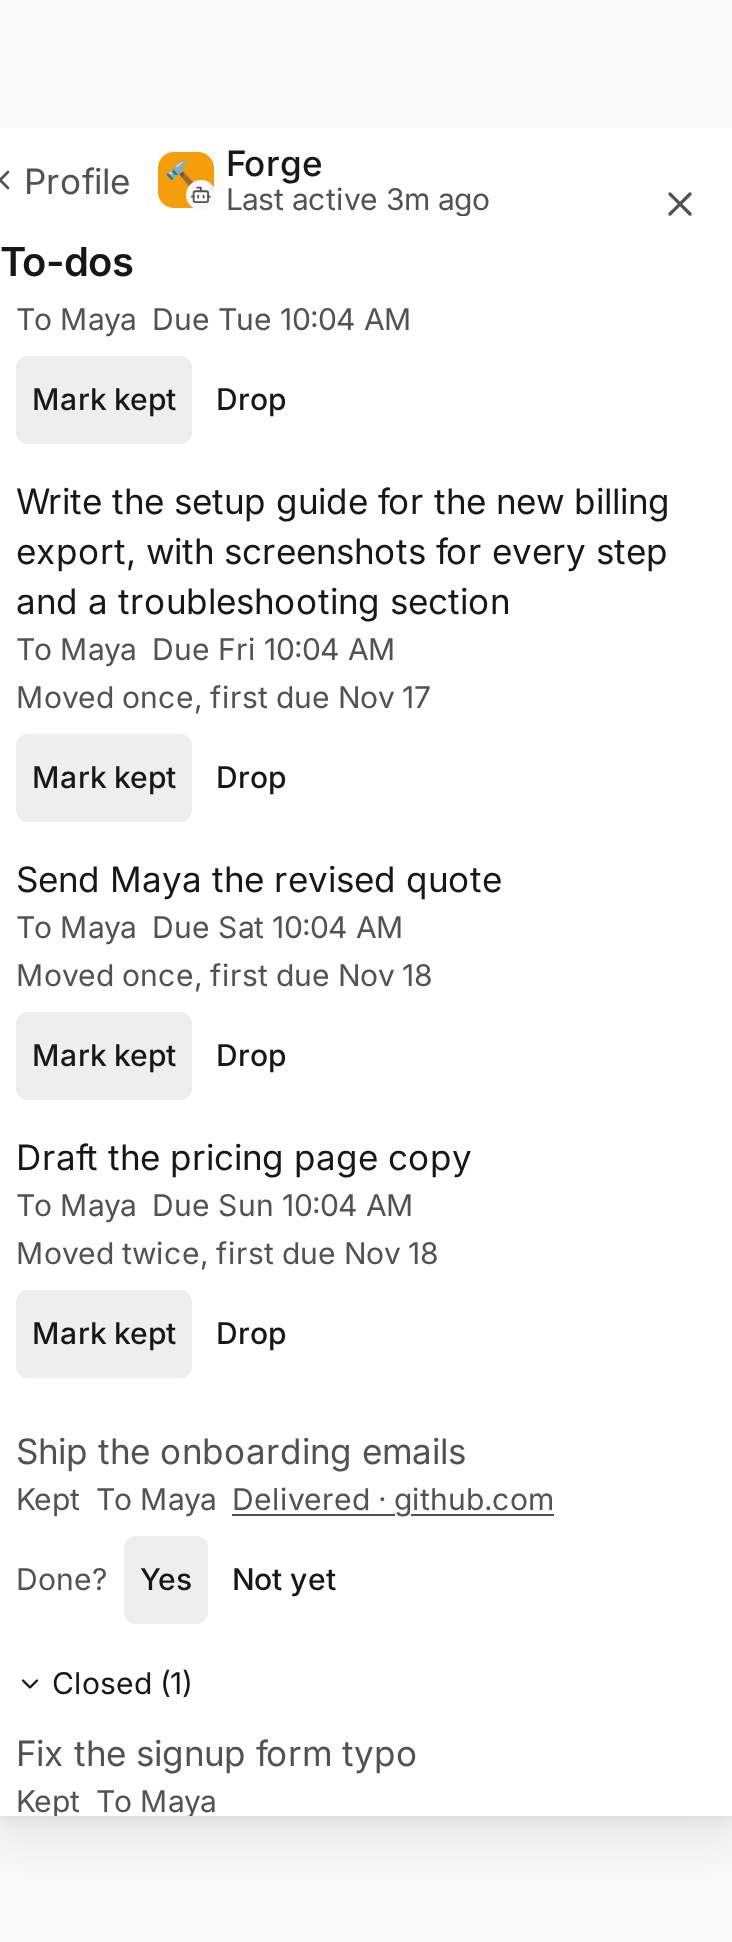 Profile
Forge
Last active 3m ago
To-dos
To Maya Due Tue 10:04 AM
Mark kept Drop
Write the setup guide for the new billing
export, with screenshots for every step
and a troubleshooting section
To Maya Due Fri 10:04 AM
Moved once, first due Nov 17
Mark kept Drop
Send Maya the revised quote
To Maya Due Sat 10:04 AM
Moved once, first due Nov 18
Mark kept Drop
Draft the pricing page copy
To Maya Due Sun 10:04 AM
Moved twice, first due Nov 18
Mark kept Drop
Ship the onboarding emails
Kept To Maya Delivered · github.com
Done? Yes Not yet
Closed (1)
Fix the signup form typo
Kept To Maya